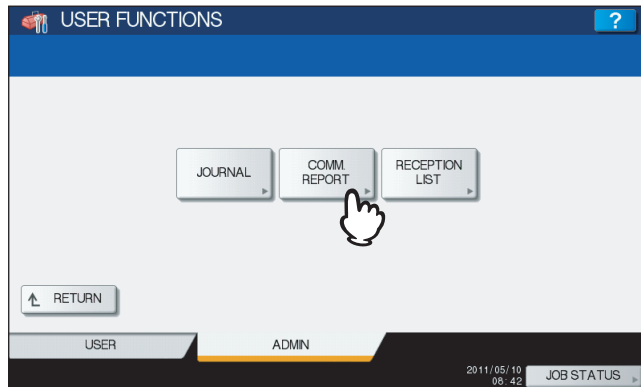 USER FUNCTIONS
?
JOURNAL
COMM.
REPORT
RECEPTION
LIST
RETURN
USER
ADMIN
2011/05/10
08:42
JOB STATUS